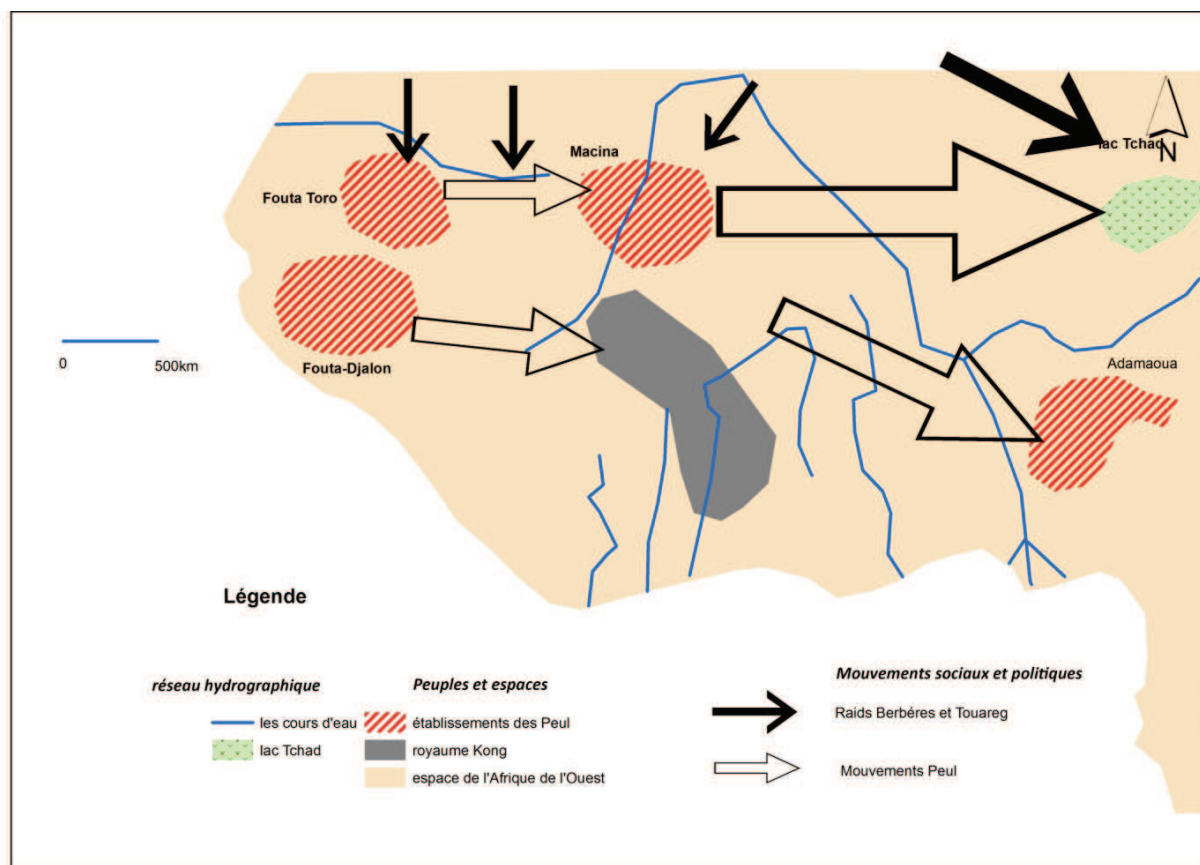 lac Tchad
N
Macina
Fouta Toro
Fouta-Djalon
0
500km
Adamaoua
Légende
réseau hydrographique
les cours d'eau
lac Tchad
Peuples et espaces
établissements des Peul
royaume Kong
espace de l'Afrique de l'Ouest
Mouvements sociaux et politiques
Raids Berbéres et Touareg
Mouvements Peul